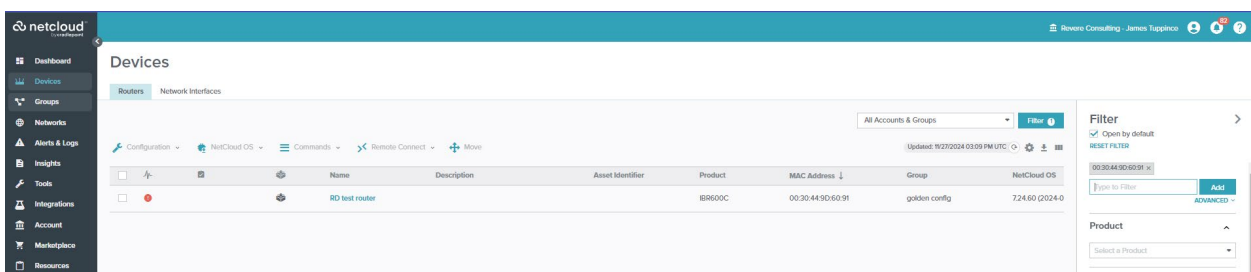 netcloud™
by cradlepoint
Revere Consulting - James Tuppince
82
Dashboard
Devices
Groups
Networks
Alerts & Logs
Insights
Tools
Integrations
Account
Marketplace
Resources
Devices
Routers Network Interfaces
All Accounts & Groups Filter 1
Configuration NetCloud OS Commands Remote Connect Move Updated: 11/27/2024 03:09 PM UTC
Name Description Asset Identifier Product MAC Address ↓ Group NetCloud OS
RD test router IBR600C 00:30:44:9D:60:91 golden config 7.24.60 (2024-0
Filter
Open by default
RESET FILTER
00:30:44:9D:60:91 ×
Type to Filter Add
ADVANCED
Product
Select a Product